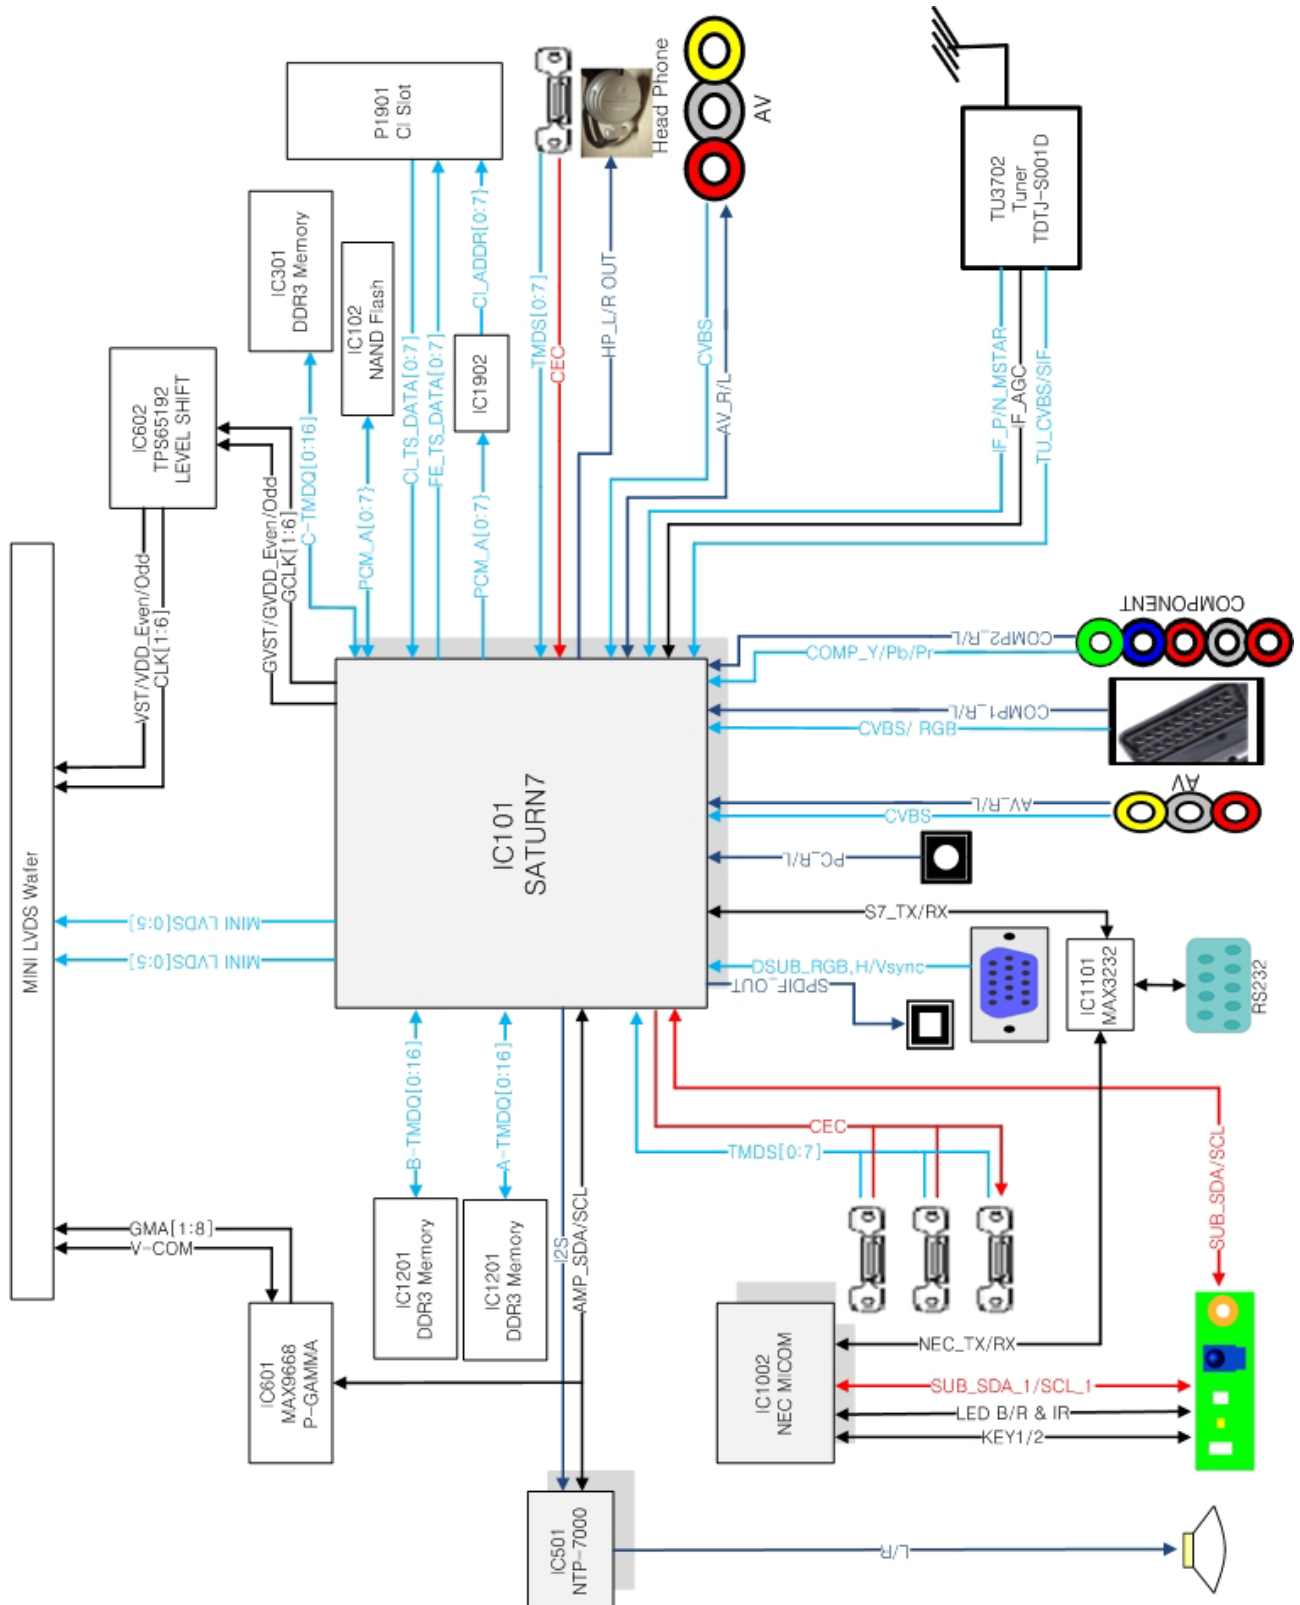 P1901
CI Slot
Head Phone
AV
TU3702
Tuner
TDTJ-S001D
IC301
DDR3 Memory
IC102
NAND Flash
IC1902
IC602
TPS65192
LEVEL SHIFT
CI_ADDR[0:7}
CI_TS_DATA[0:7]
FE_TS_DATA[0:7]
TMDS[0:7]
CEC
HP_L/R OUT
CVBS
AV_R/L
IF_P/N_MSTAR
IF_AGC
TU_CVBS/SIF
C-TMDQ[0:16]
PCM_A[0:7}
PCM_A[0:7]
GVST/GVDD_Even/Odd
GCLK[1:6]
VST/VDD_Even/Odd
CLK[1:6]
MINI LVDS Wafer
MINI LVDS[0:5]
MINI LVDS[0:5]
IC101
SATURN7
COMPONENT
COMP2_R/L
COMP_Y/Pb/Pr
COMP1_R/L
CVBS/ RGB
AV
AV_R/L
CVBS
PC_R/L
S7_TX/RX
DSUB_RGB,H/Vsync
SPDIF_OUT
IC1101
MAX3232
RS232
B-TMDQ[0:16]
A-TMDQ[0:16]
I2S
AMP_SDA/SCL
CEC
TMDS[0:7]
SUB_SDA/SCL
GMA[1:8]
V-COM
IC601
MAX9668
P-GAMMA
IC1201
DDR3 Memory
IC1201
DDR3 Memory
IC1002
NEC MICOM
NEC_TX/RX
SUB_SDA_1/SCL_1
LED B/R & IR
KEY1/2
IC501
NTP-7000
L/R